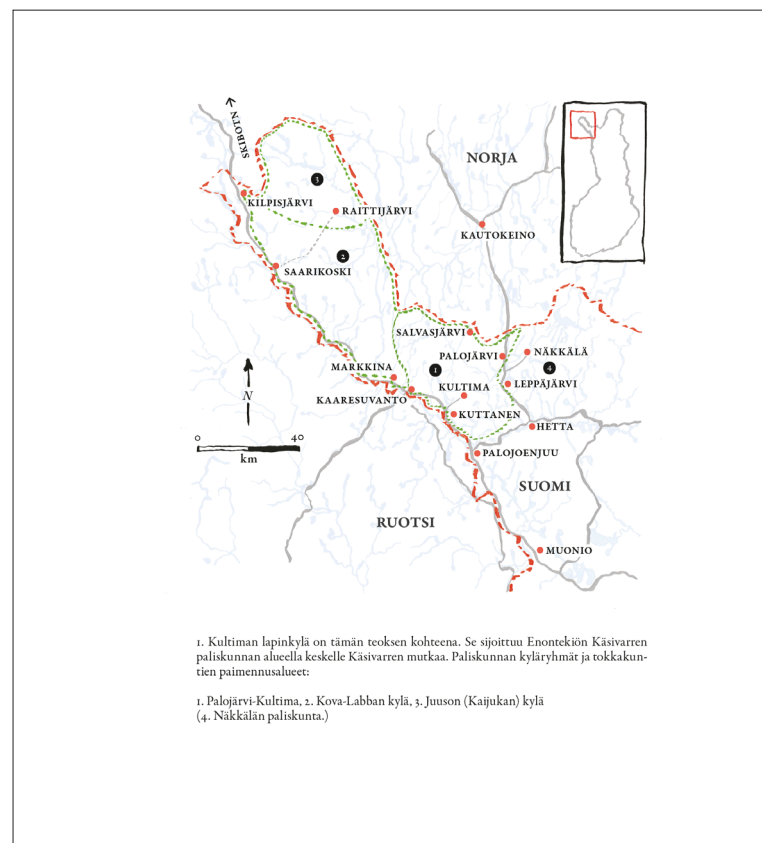 SKIBOTN
NORJA
3
KILPISJÄRVI
RAITTIJÄRVI
KAUTOKEINO
2
SAARIKOSKI
SALVASJÄRVI
PALOJÄRVI
NÄKKÄLÄ
MARKKINA
1
4
KULTIMA
LEPPÄJÄRVI
KAARESUVANTO
N
KUTTANEN
HETTA
0 40
km
PALOJOENJUU
SUOMI
RUOTSI
MUONIO
1. Kultiman lapinkylä on tämän teoksen kohteena. Se sijoittuu Enontekiön Käsivarren
paliskunnan alueella keskelle Käsivarren mutkaa. Paliskunnan kyläryhmät ja tokkakun-
tien paimennusalueet:
1. Palojärvi-Kultima, 2. Kova-Labban kylä, 3. Juuson (Kaijukan) kylä
(4. Näkkälän paliskunta.)